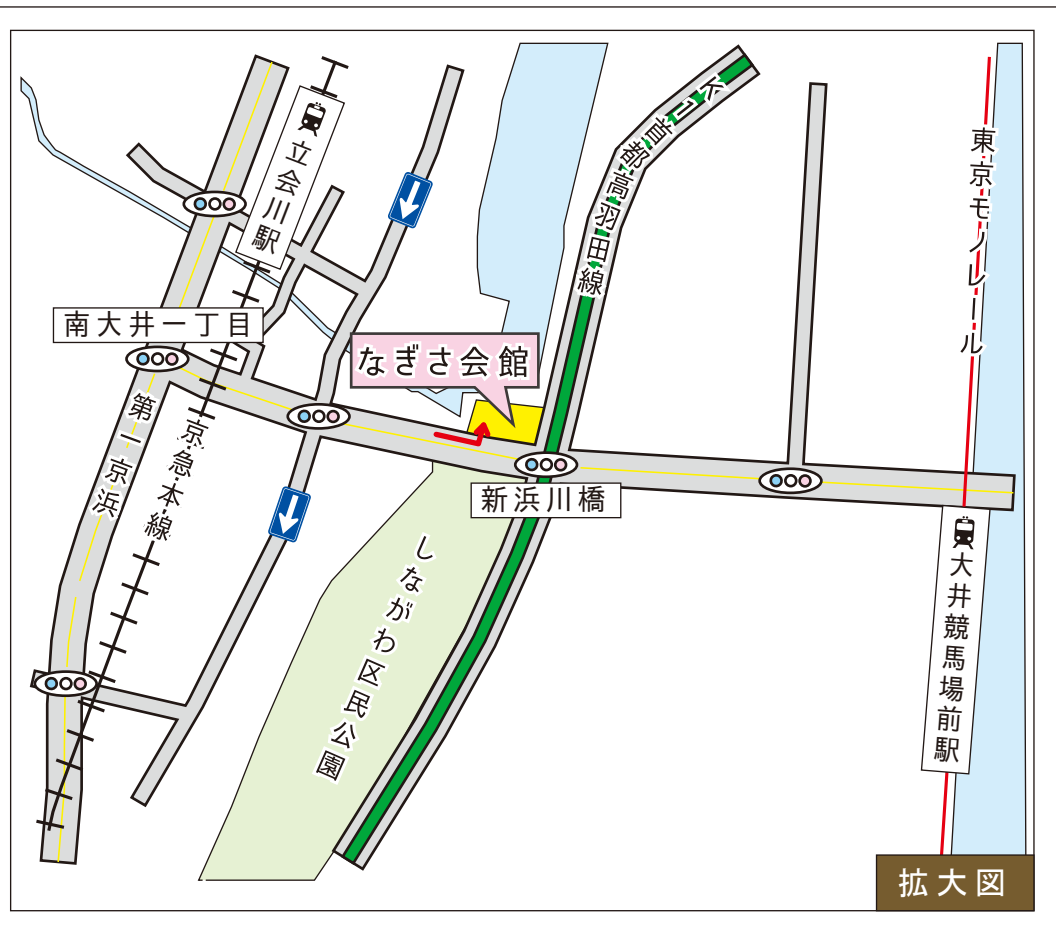 K1首都高羽田線
立会川駅
東京モノレール
南大井一丁目
なぎさ会館
第一京浜
京急本線
新浜川橋
しながわ区民公園
大井競馬場前駅
拡大図